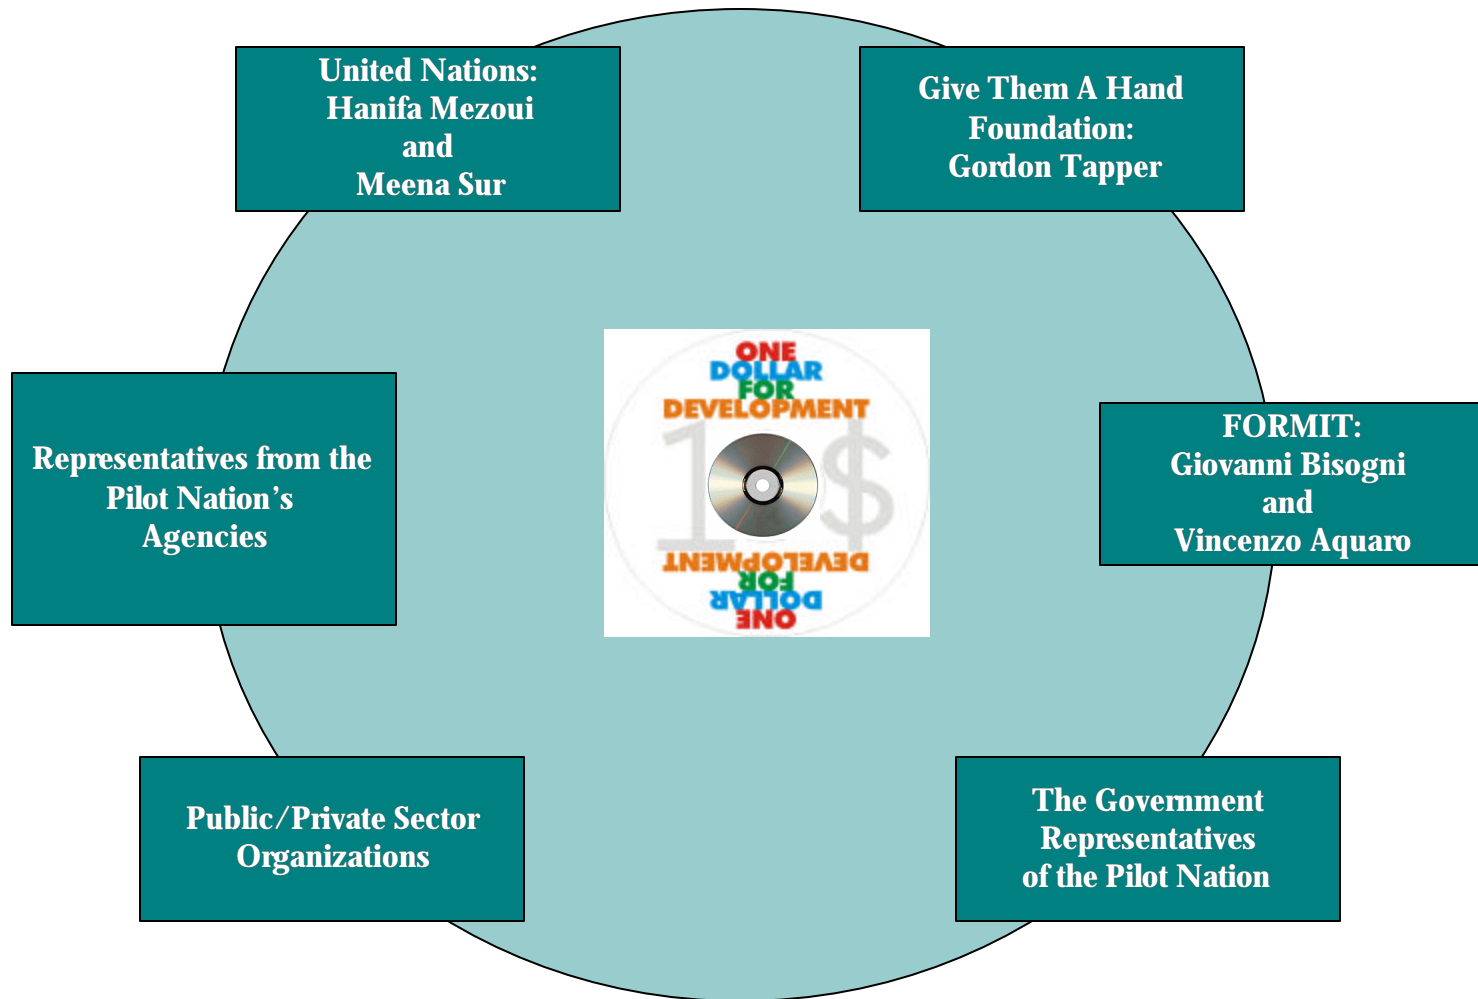 United Nations:
Hanifa Mezoui
and
Meena Sur
Give Them A Hand
Foundation:
Gordon Tapper
ONE
DOLLAR
FOR
DEVELOPMENT
1 $
DEVELOPMENT
FOR
DOLLAR
ONE
Representatives from the
Pilot Nation's
Agencies
FORMIT:
Giovanni Bisogni
and
Vincenzo Aquaro
Public/Private Sector
Organizations
The Government
Representatives
of the Pilot Nation